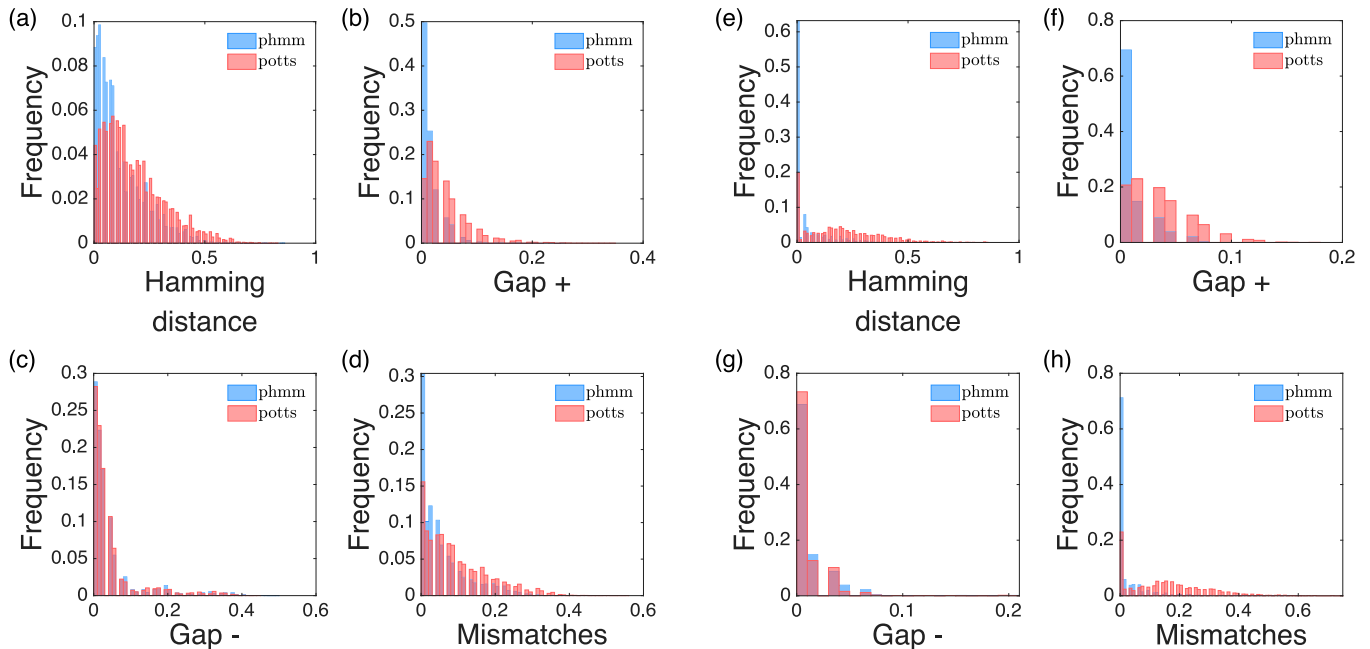 (a)
0.1
0.08
0.06
0.04
0.02
0
Frequency
phmm
potts
0
0.5
1
Hamming
distance
(b)
0.5
0.4
0.3
0.2
0.1
0
Frequency
phmm
potts
0
0.2
0.4
Gap +
(c)
0.3
0.25
0.2
0.15
0.1
0.05
0
Frequency
phmm
potts
0
0.2
0.4
0.6
Gap -
(d)
0.3
0.25
0.2
0.15
0.1
0.05
0
Frequency
phmm
potts
0
0.2
0.4
0.6
Mismatches
(e)
0.6
0.5
0.4
0.3
0.2
0.1
0
Frequency
phmm
potts
0
0.5
1
Hamming
distance
(f)
0.8
0.6
0.4
0.2
0
Frequency
phmm
potts
0
0.1
0.2
Gap +
(g)
0.8
0.6
0.4
0.2
0
Frequency
phmm
potts
0
0.1
0.2
Gap -
(h)
0.8
0.6
0.4
0.2
0
Frequency
phmm
potts
0
0.2
0.4
0.6
Mismatches